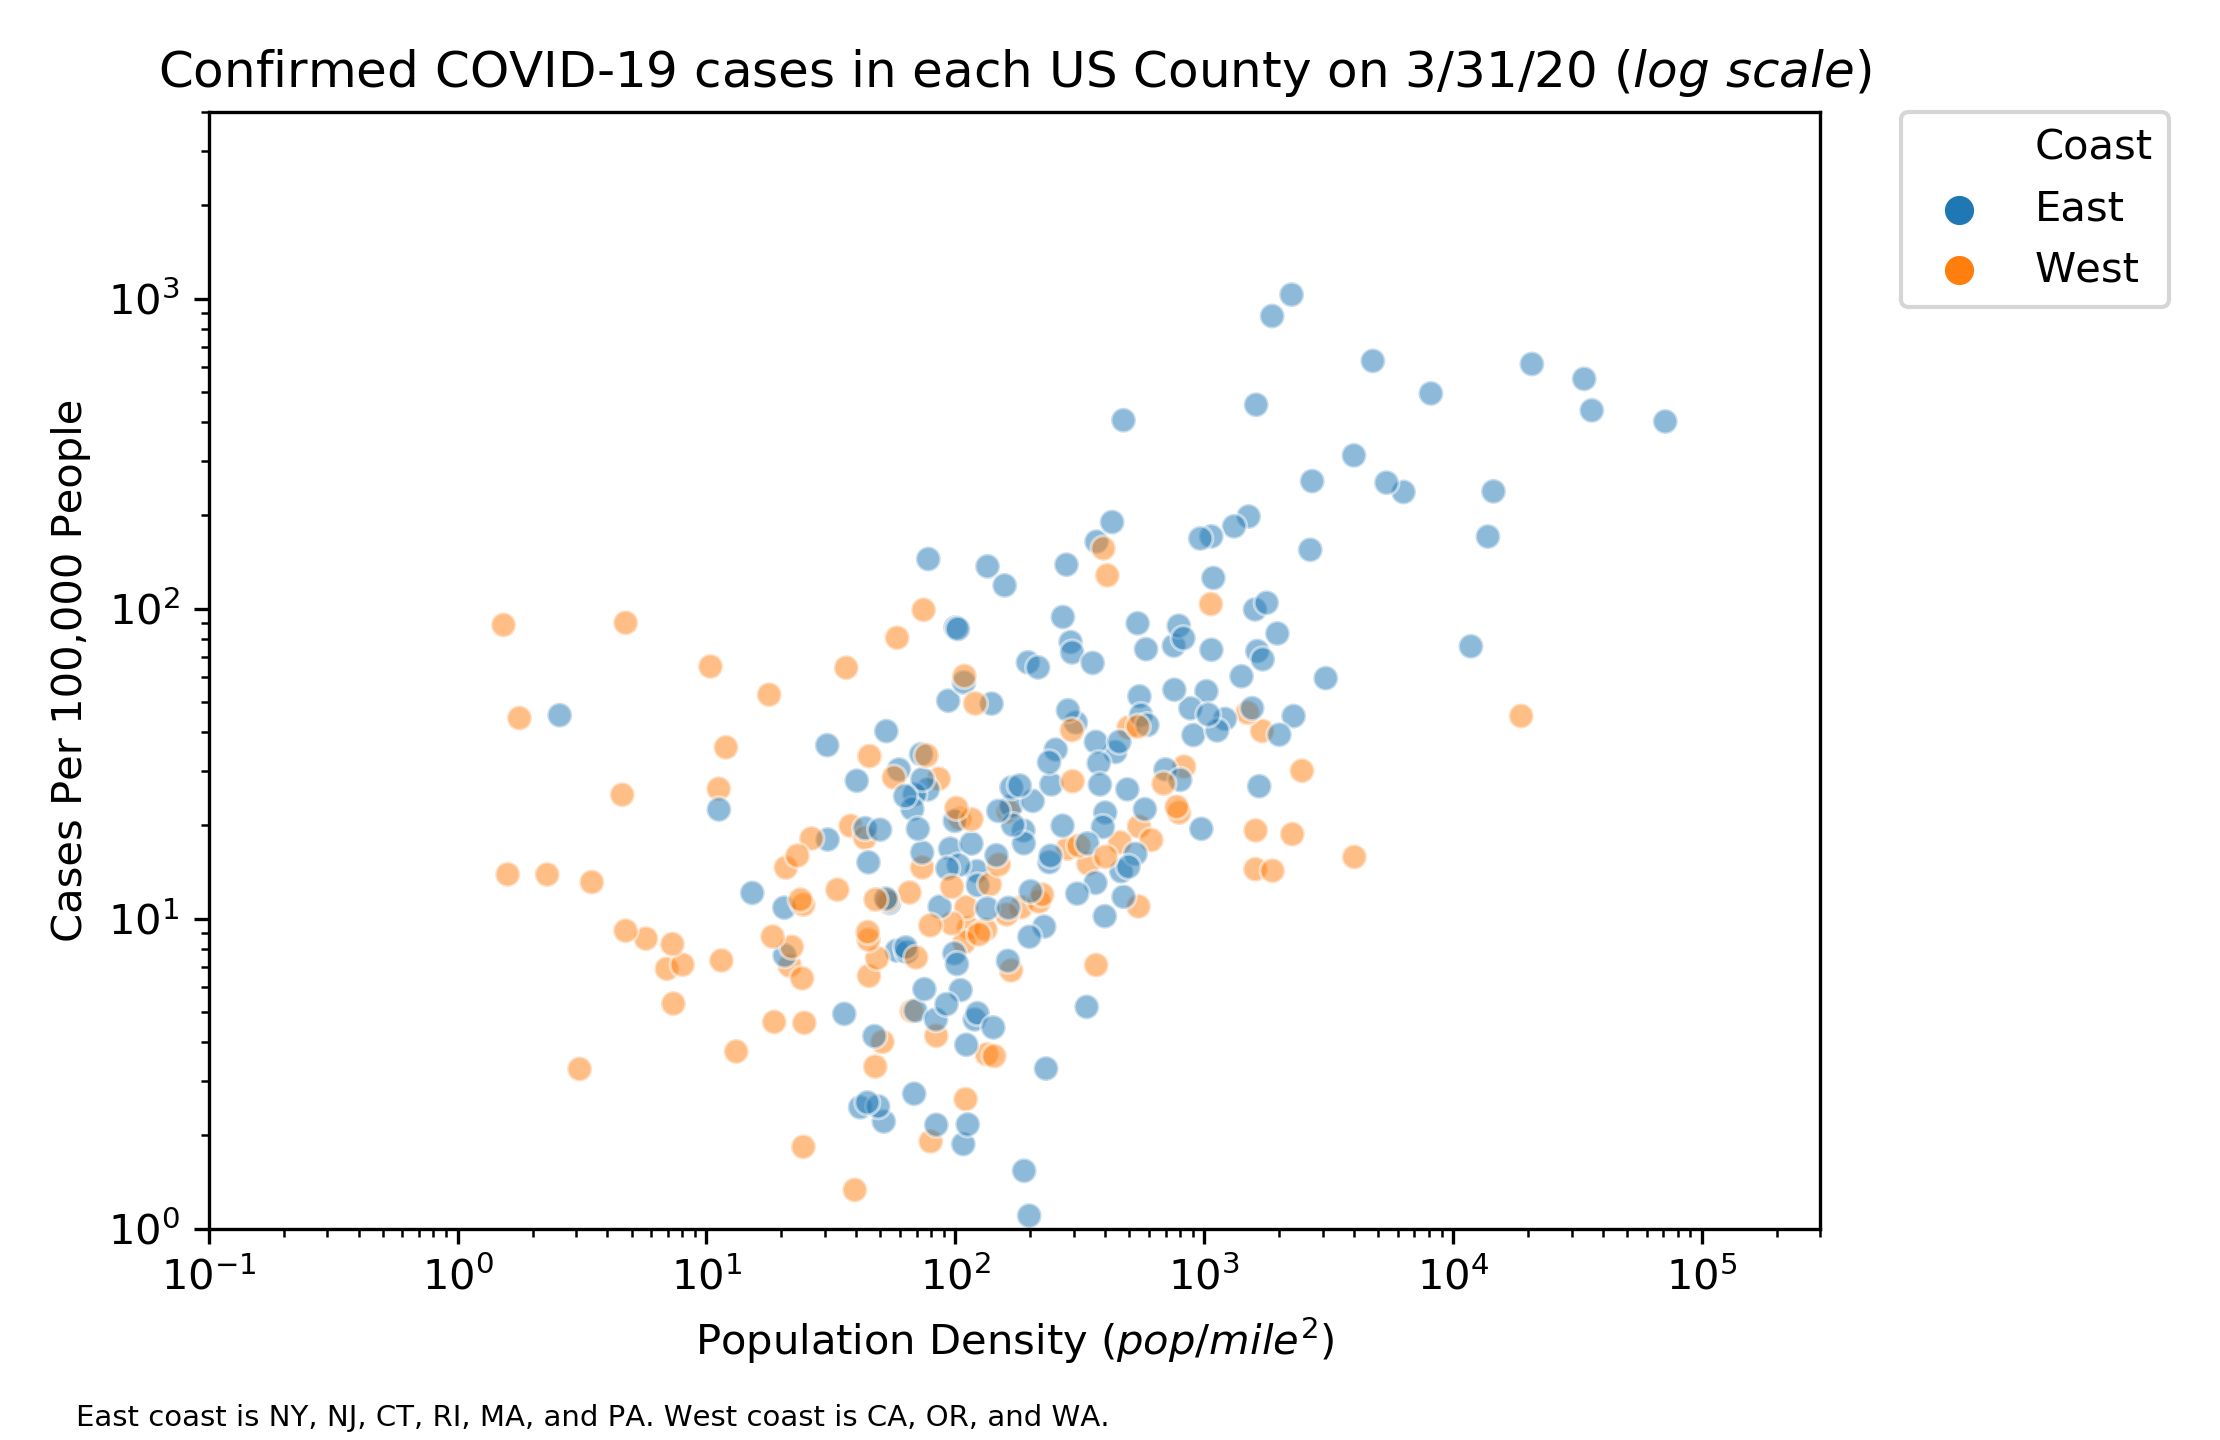 Confirmed COVID-19 cases in each US County on 3/31/20 (log scale)
Coast
East
West
Cases Per 100,000 People
10³
10²
10¹
10⁰
10⁻¹ 10⁰ 10¹ 10² 10³ 10⁴ 10⁵
Population Density (pop/mile²)
East coast is NY, NJ, CT, RI, MA, and PA. West coast is CA, OR, and WA.